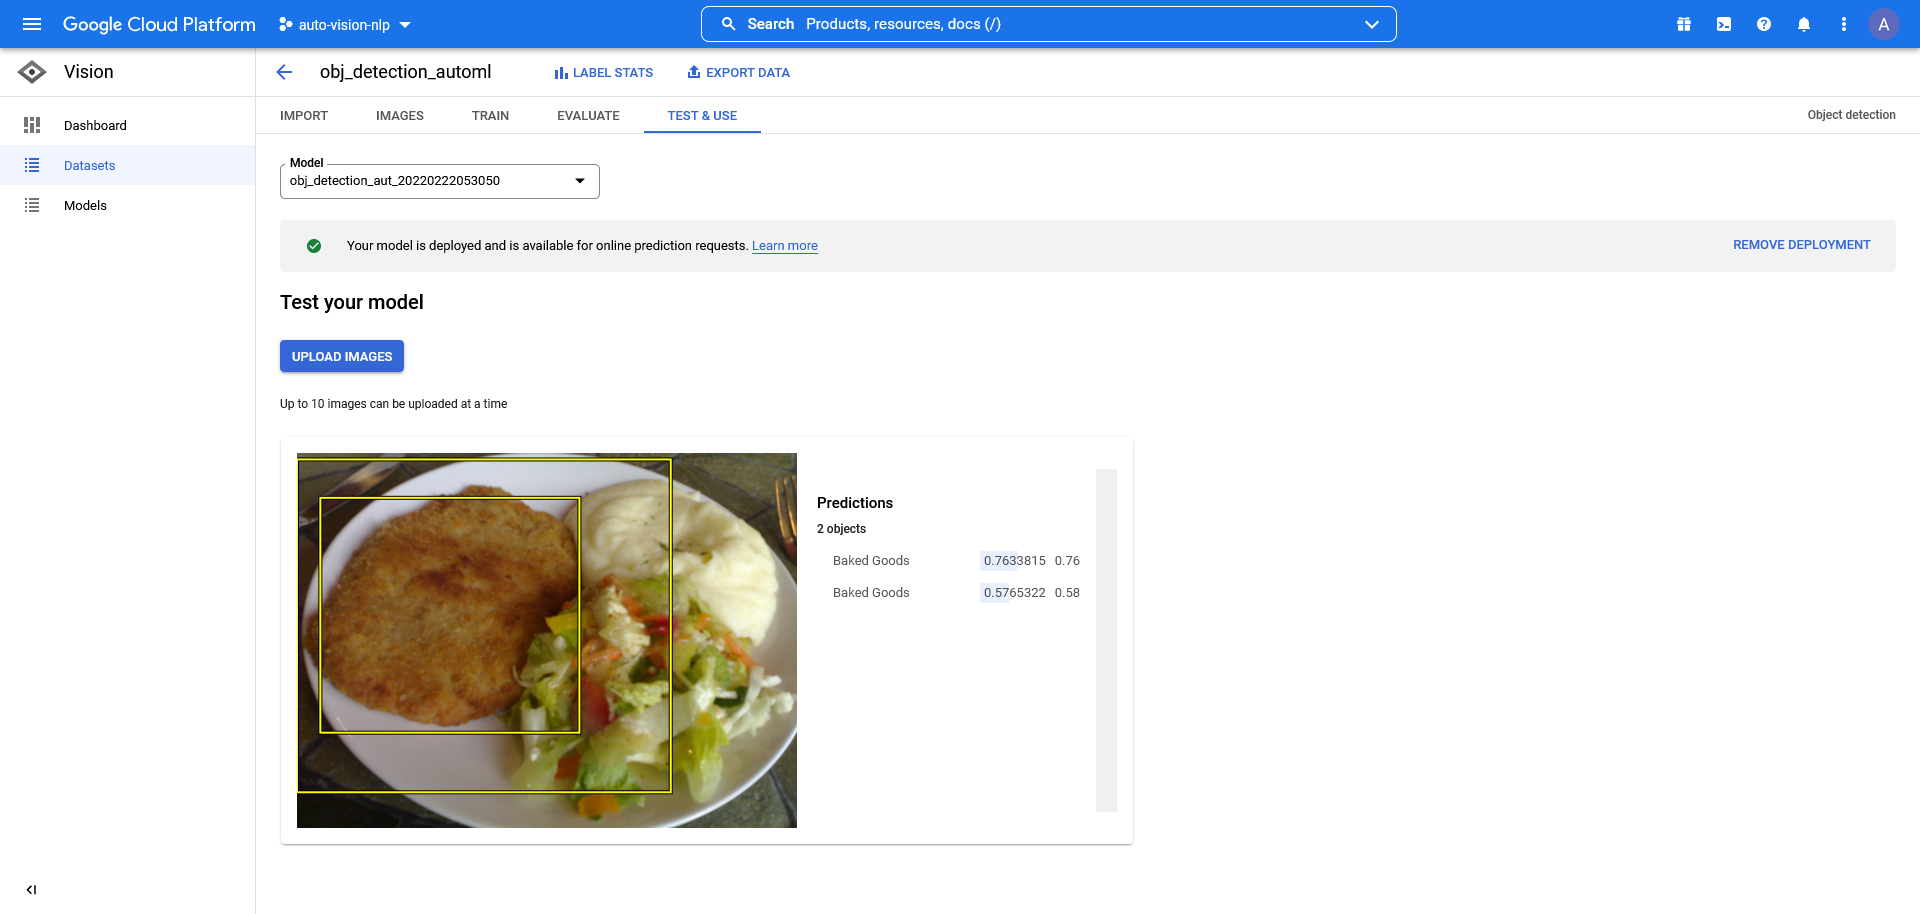 Google Cloud Platform
auto-vision-nlp
Search Products, resources, docs (/)
A
Vision
obj_detection_automl
LABEL STATS
EXPORT DATA
Dashboard
Datasets
Models
IMPORT
IMAGES
TRAIN
EVALUATE
TEST & USE
Object detection
Model
obj_detection_aut_20220222053050
Your model is deployed and is available for online prediction requests. Learn more
REMOVE DEPLOYMENT
Test your model
UPLOAD IMAGES
Up to 10 images can be uploaded at a time
Predictions
2 objects
Baked Goods 0.7633815 0.76
Baked Goods 0.5765322 0.58